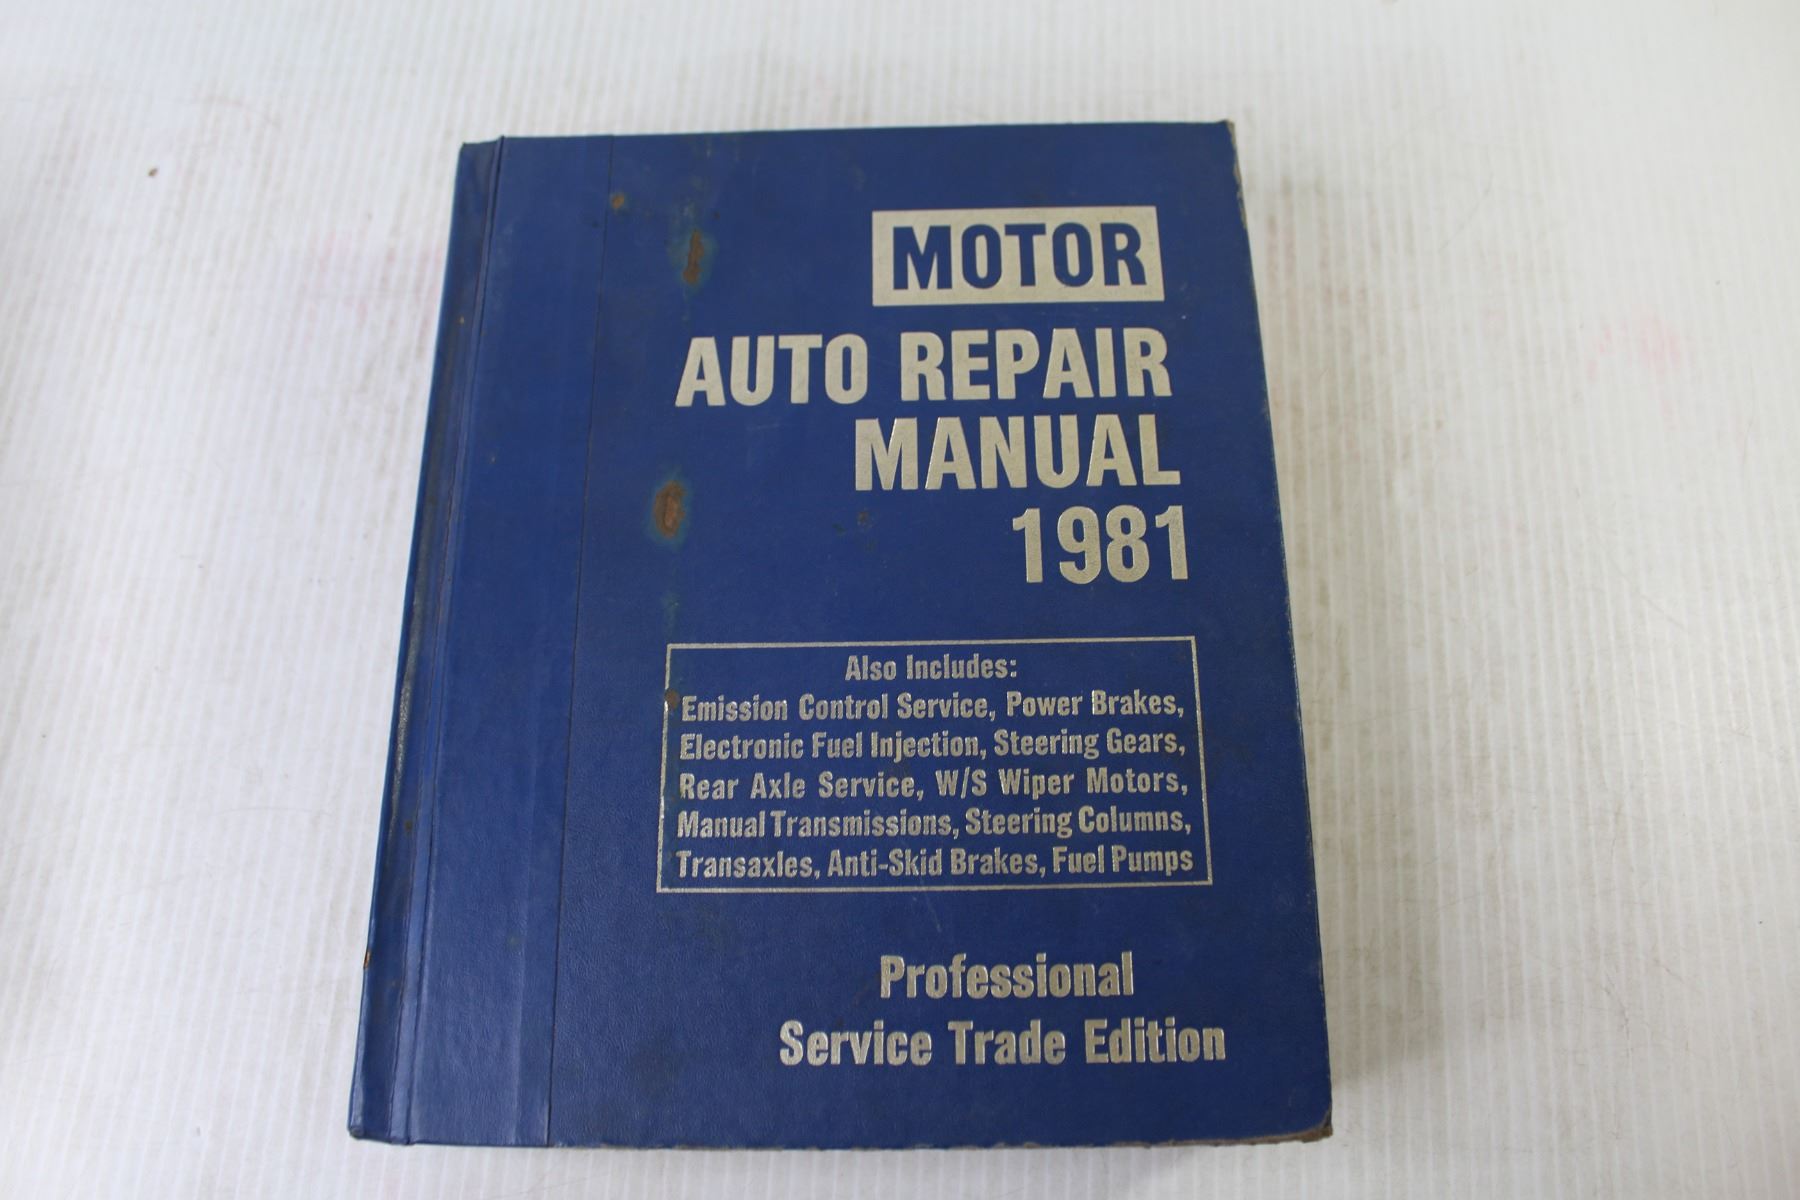 MOTOR
AUTO REPAIR
MANUAL
1981
Also Includes:
Emission Control Service, Power Brakes,
Electronic Fuel Injection, Steering Gears,
Rear Axle Service, W/S Wiper Motors,
Manual Transmissions, Steering Columns,
Transaxles, Anti-Skid Brakes, Fuel Pumps
Professional
Service Trade Edition